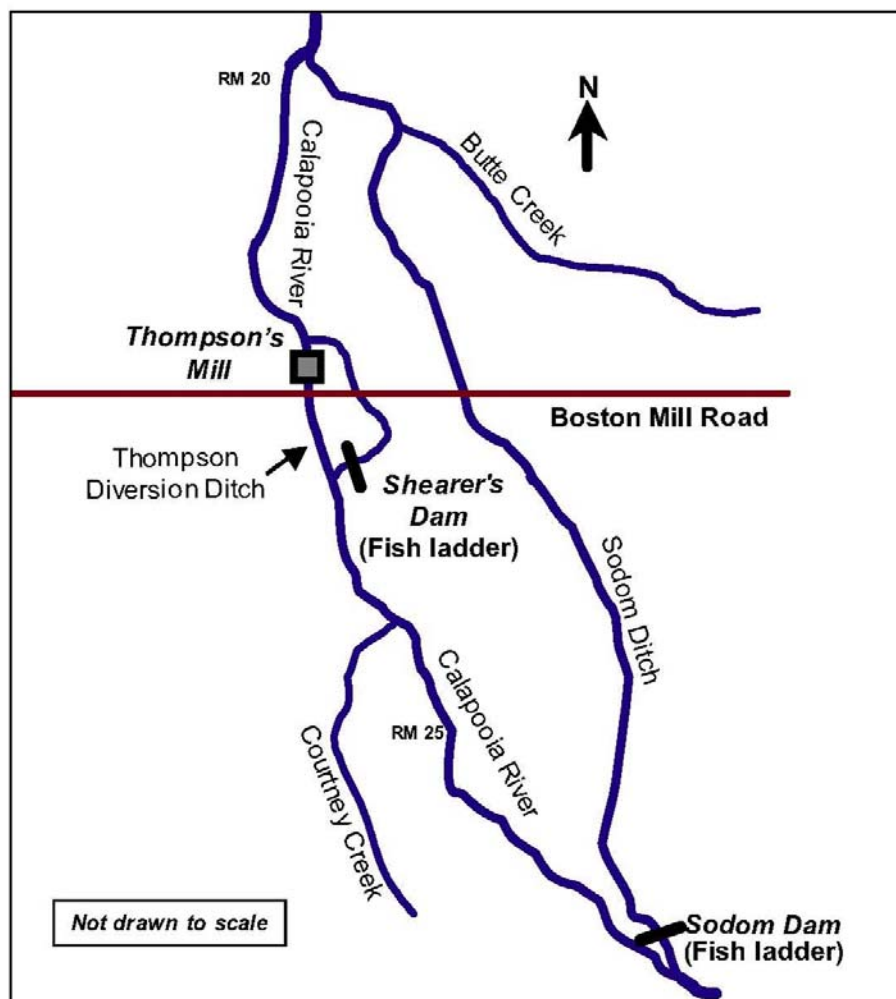 RM 20
N
Calapooia River
Butte Creek
Thompson's
Mill
Boston Mill Road
Thompson
Diversion Ditch
Shearer's
Dam
(Fish ladder)
Sodom Ditch
Calapooia River
RM 25
Courtney Creek
Not drawn to scale
Sodom Dam
(Fish ladder)